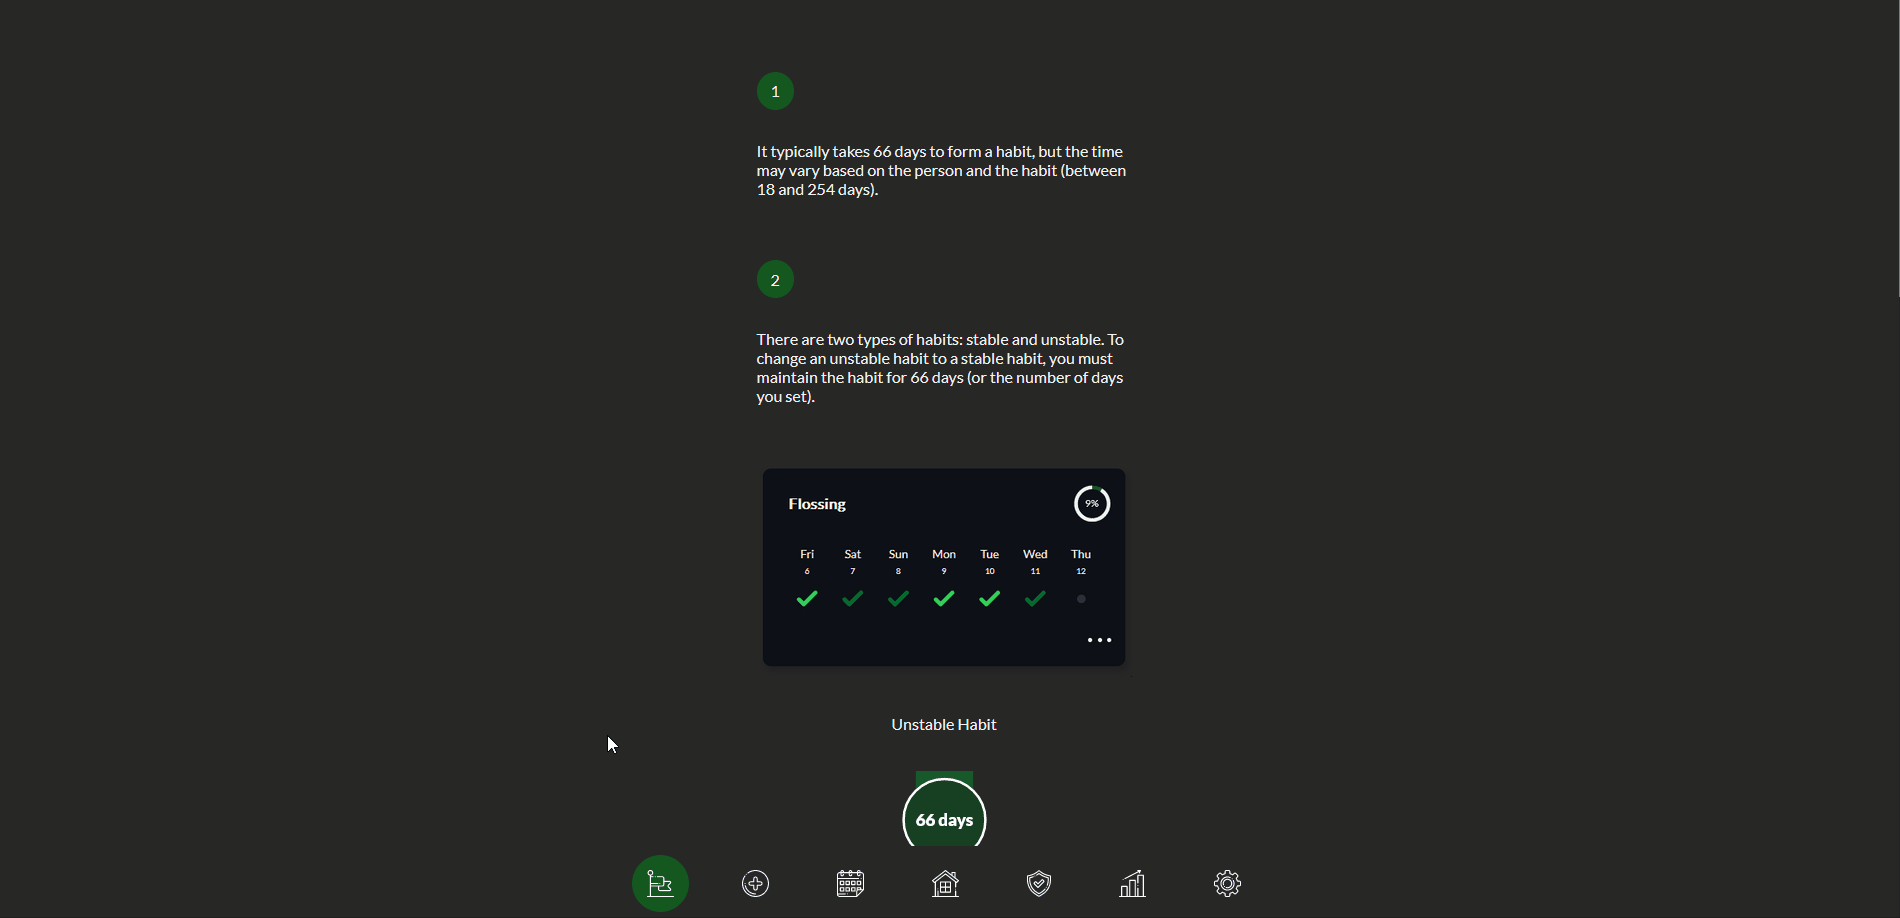 1
It typically takes 66 days to form a habit, but the time
may vary based on the person and the habit (between
18 and 254 days).
2
There are two types of habits: stable and unstable. To
change an unstable habit to a stable habit, you must
maintain the habit for 66 days (or the number of days
you set).
Flossing
9%
Fri Sat Sun Mon Tue Wed Thu
6 7 8 9 10 11 12
Unstable Habit
66 days